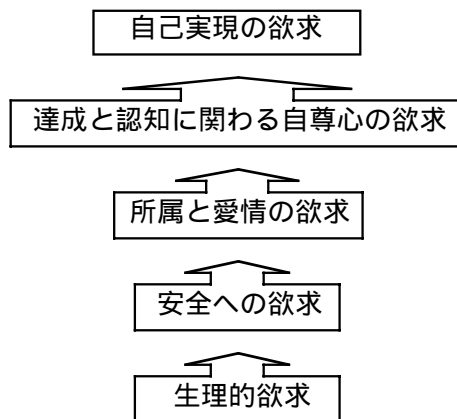 自己実現の欲求
達成と認知に関わる自尊心の欲求
所属と愛情の欲求
安全への欲求
生理的欲求